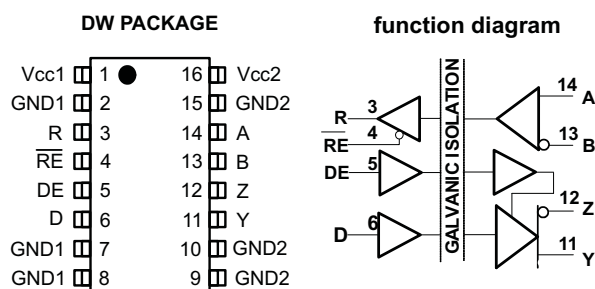 DW PACKAGE
Vcc1 1 16 Vcc2
GND1 2 15 GND2
R 3 14 A
RE 4 13 B
DE 5 12 Z
D 6 11 Y
GND1 7 10 GND2
GND1 8 9 GND2
function diagram
GALVANIC ISOLATION
R 3
RE 4
DE 5
D 6
14 A
13 B
12 Z
11 Y